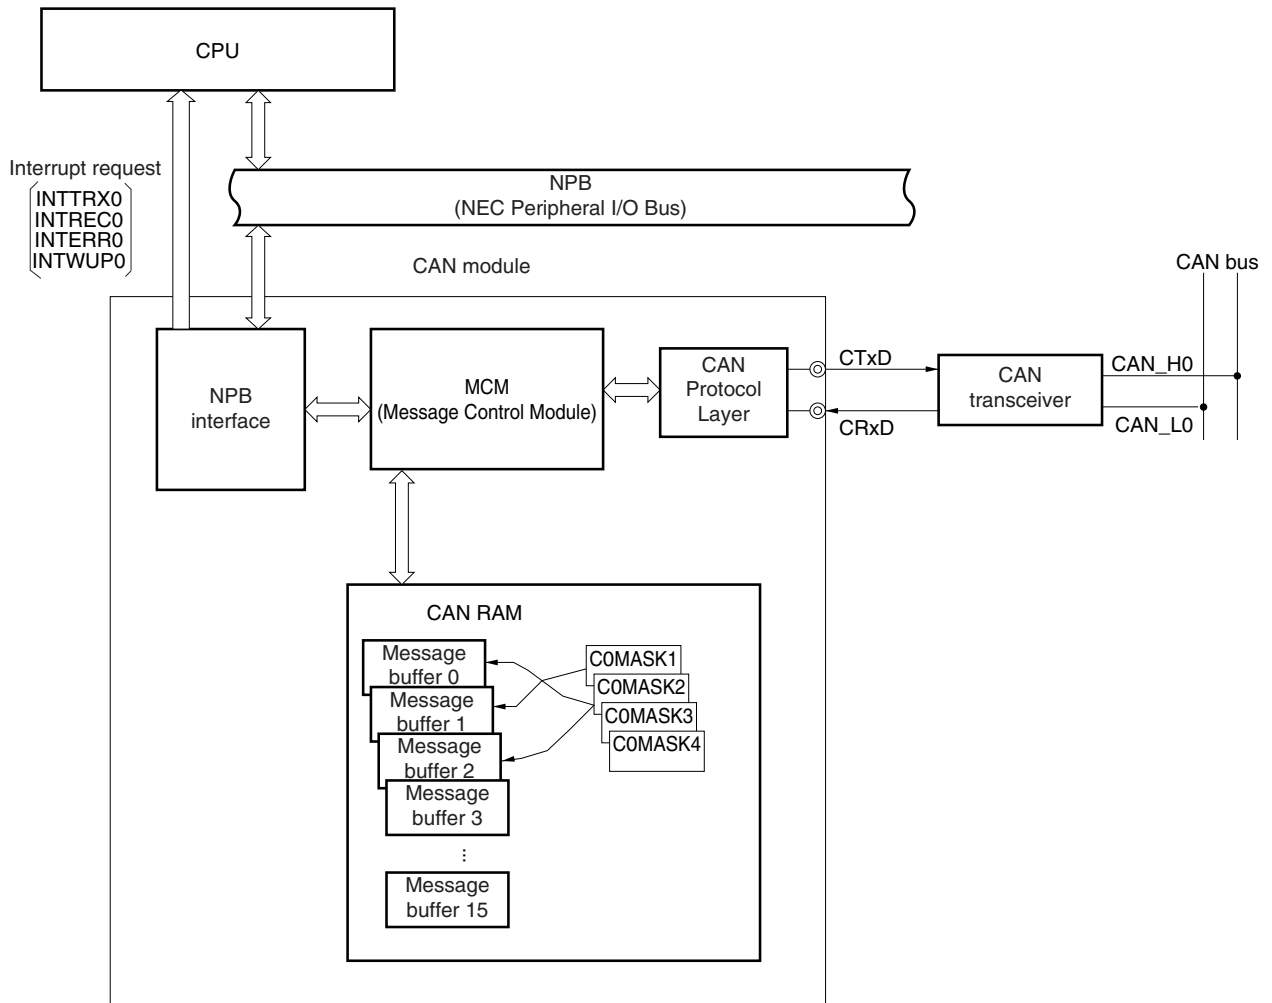 CPU
Interrupt request
INTTRX0
INTREC0
INTERR0
INTWUP0
NPB
(NEC Peripheral I/O Bus)
CAN module
CAN bus
NPB
interface
MCM
(Message Control Module)
CAN
Protocol
Layer
CTxD
CRxD
CAN
transceiver
CAN_H0
CAN_L0
CAN RAM
Message
buffer 0
Message
buffer 1
Message
buffer 2
Message
buffer 3
...
Message
buffer 15
C0MASK1
C0MASK2
C0MASK3
C0MASK4